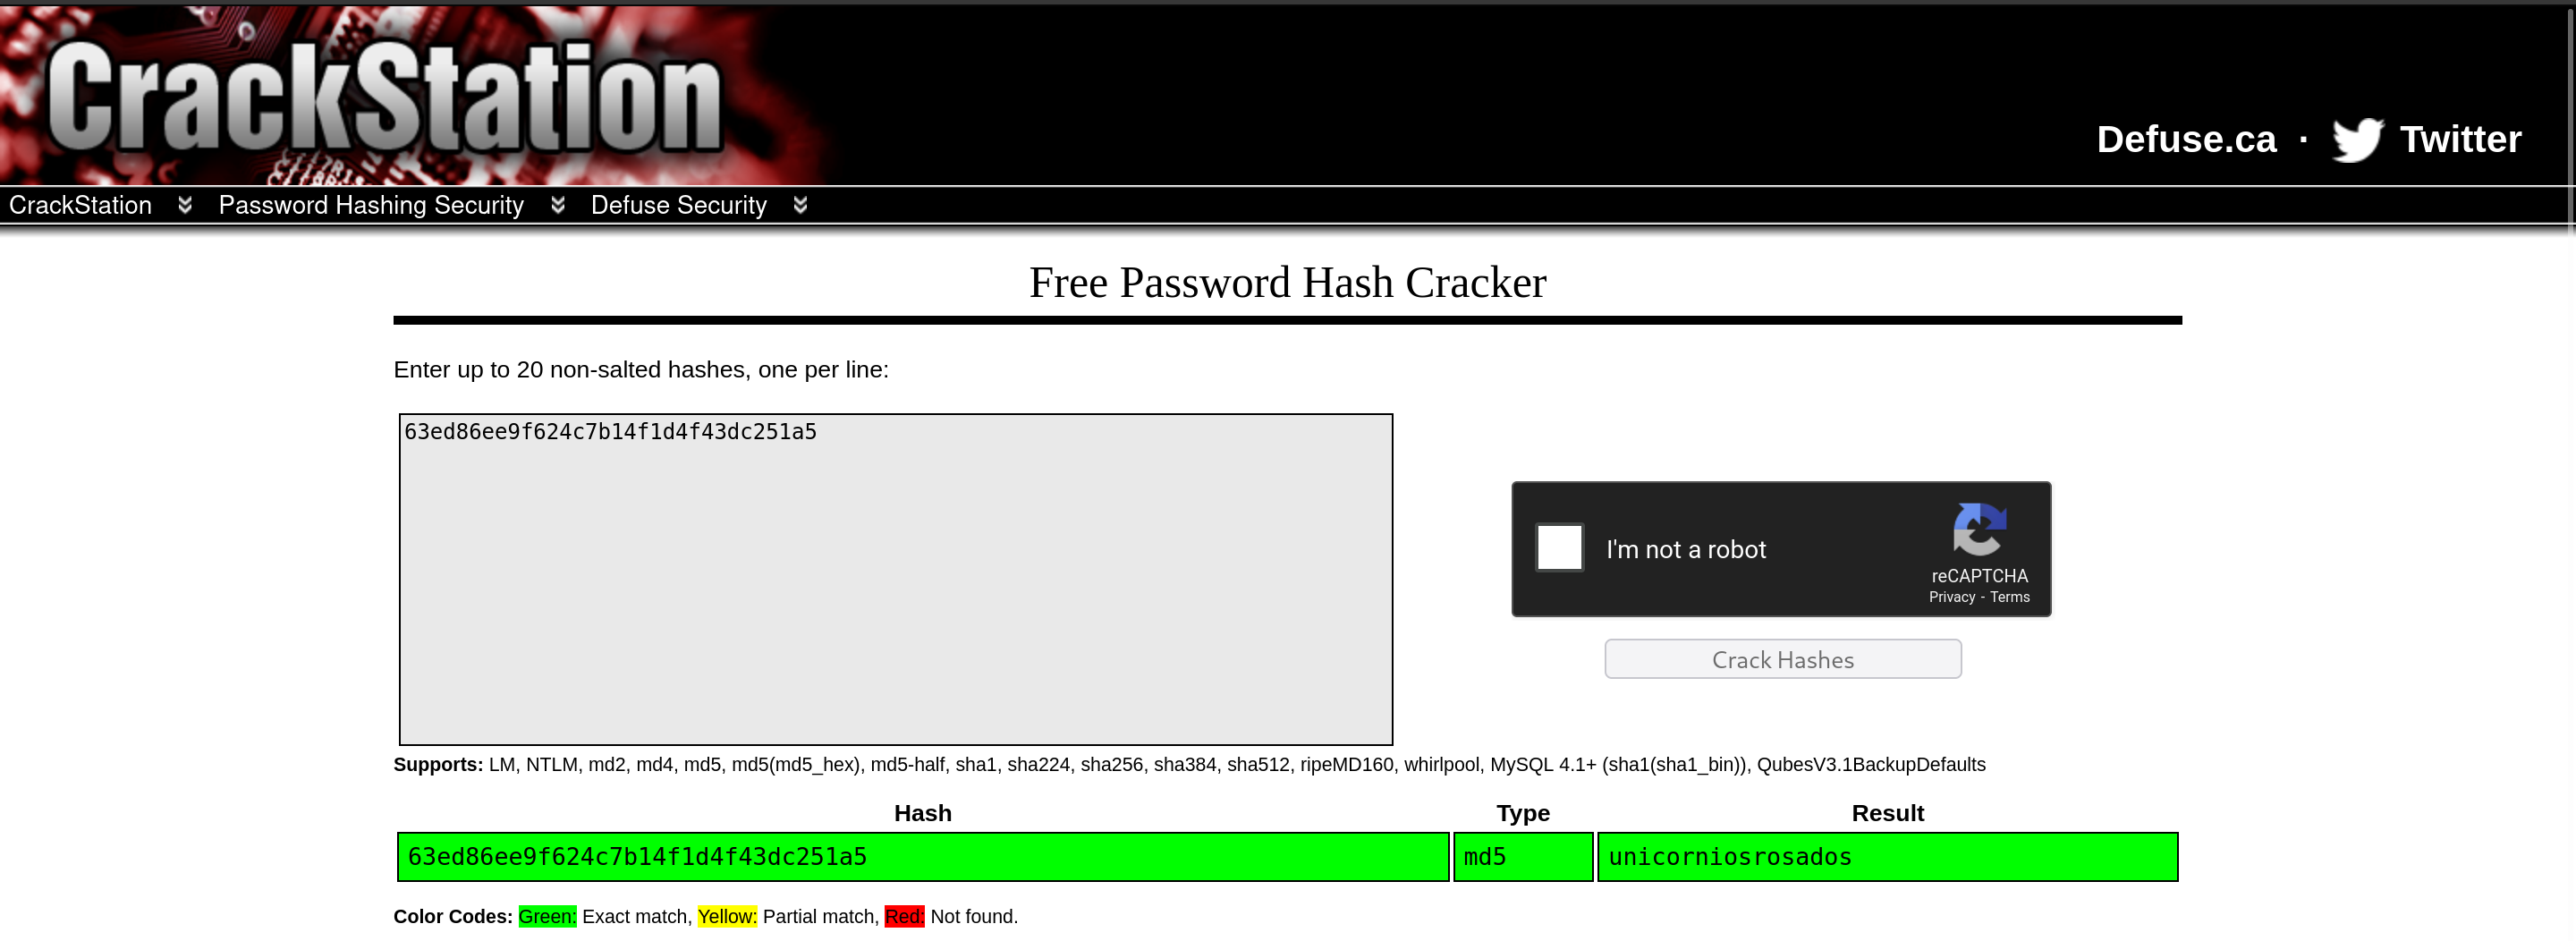 CrackStation
Defuse.ca · Twitter
CrackStation Password Hashing Security Defuse Security
Free Password Hash Cracker
Enter up to 20 non-salted hashes, one per line:
63ed86ee9f624c7b14f1d4f43dc251a5
I'm not a robot
reCAPTCHA
Privacy - Terms
Crack Hashes
Supports: LM, NTLM, md2, md4, md5, md5(md5_hex), md5-half, sha1, sha224, sha256, sha384, sha512, ripeMD160, whirlpool, MySQL 4.1+ (sha1(sha1_bin)), QubesV3.1BackupDefaults
Hash Type Result
63ed86ee9f624c7b14f1d4f43dc251a5 md5 unicorniosrosados
Color Codes: Green: Exact match, Yellow: Partial match, Red: Not found.